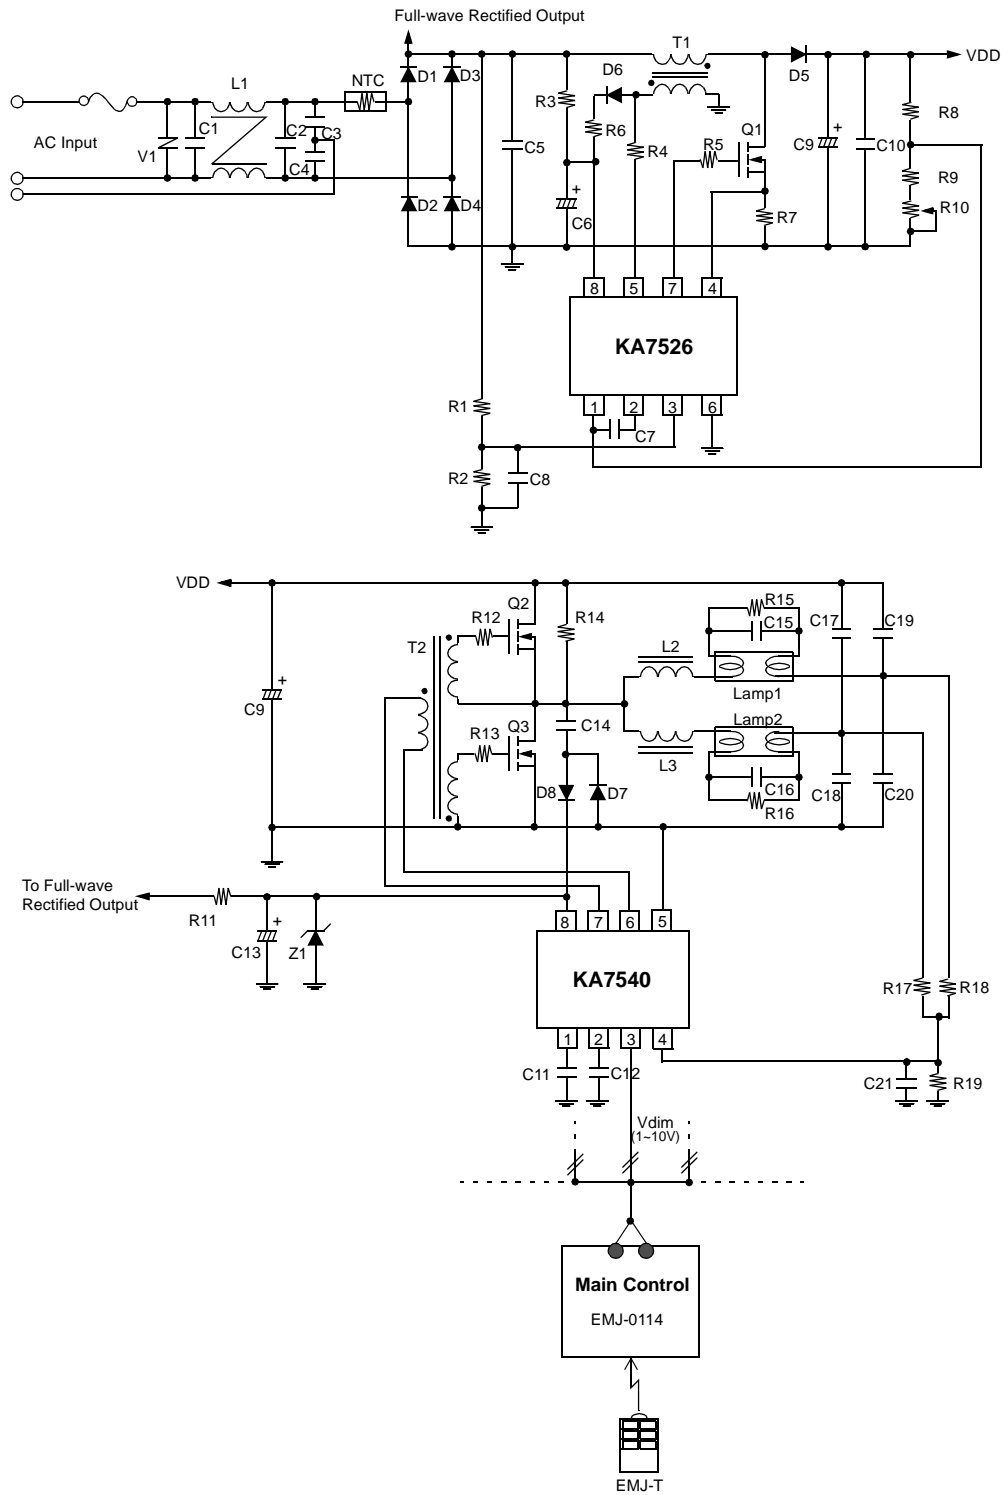 Full-wave Rectified Output
T1
VDD
D1
D3
D6
D5
L1
NTC
R3
R8
AC Input
C1
C2
C3
V1
C4
C5
R6
R4
R5
Q1
C9
+
C10
R9
R10
D2
D4
+
C6
R7
8
5
7
4
KA7526
1
2
3
6
R1
C7
R2
C8
VDD
Q2
R12
R14
R15
C15
C17
C19
T2
L2
Lamp1
+
C9
Q3
R13
C14
Lamp2
L3
D8
D7
C16
R16
C18
C20
To Full-wave
Rectified Output
R11
+
C13
Z1
8
7
6
5
KA7540
R17
R18
1
2
3
4
C11
C12
C21
R19
Vdim
(1~10V)
Main Control
EMJ-0114
EMJ-T